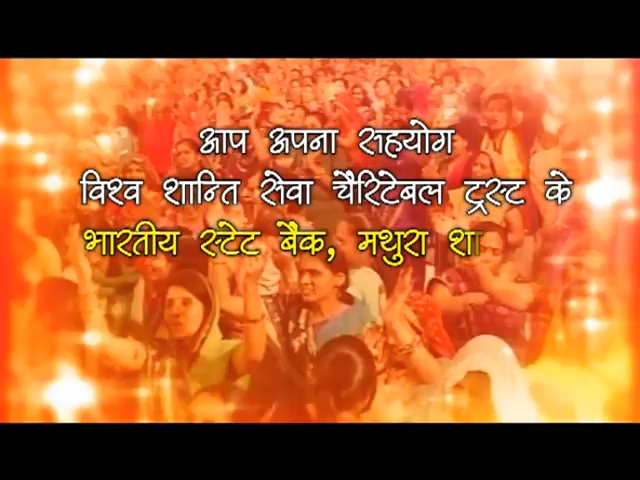 आप अपना सहयोग
विश्व शान्ति सेवा चैरिटेबल ट्रस्ट के
भारतीय स्टेट बैंक, मथुरा शा